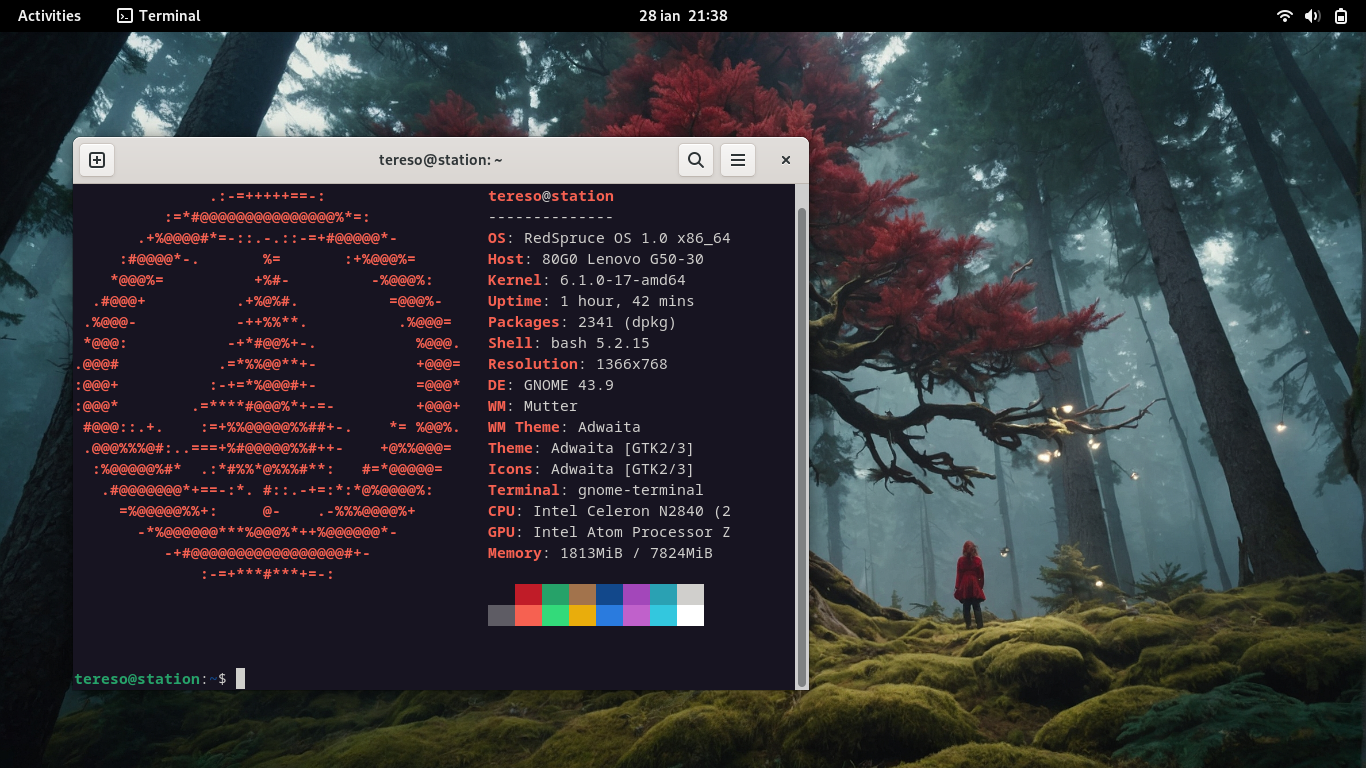 Activities
Terminal
28 ian 21:38
tereso@station: ~
tereso@station
--------------
OS: RedSpruce OS 1.0 x86_64
Host: 80G0 Lenovo G50-30
Kernel: 6.1.0-17-amd64
Uptime: 1 hour, 42 mins
Packages: 2341 (dpkg)
Shell: bash 5.2.15
Resolution: 1366x768
DE: GNOME 43.9
WM: Mutter
WM Theme: Adwaita
Theme: Adwaita [GTK2/3]
Icons: Adwaita [GTK2/3]
Terminal: gnome-terminal
CPU: Intel Celeron N2840 (2
GPU: Intel Atom Processor Z
Memory: 1813MiB / 7824MiB
tereso@station:~$